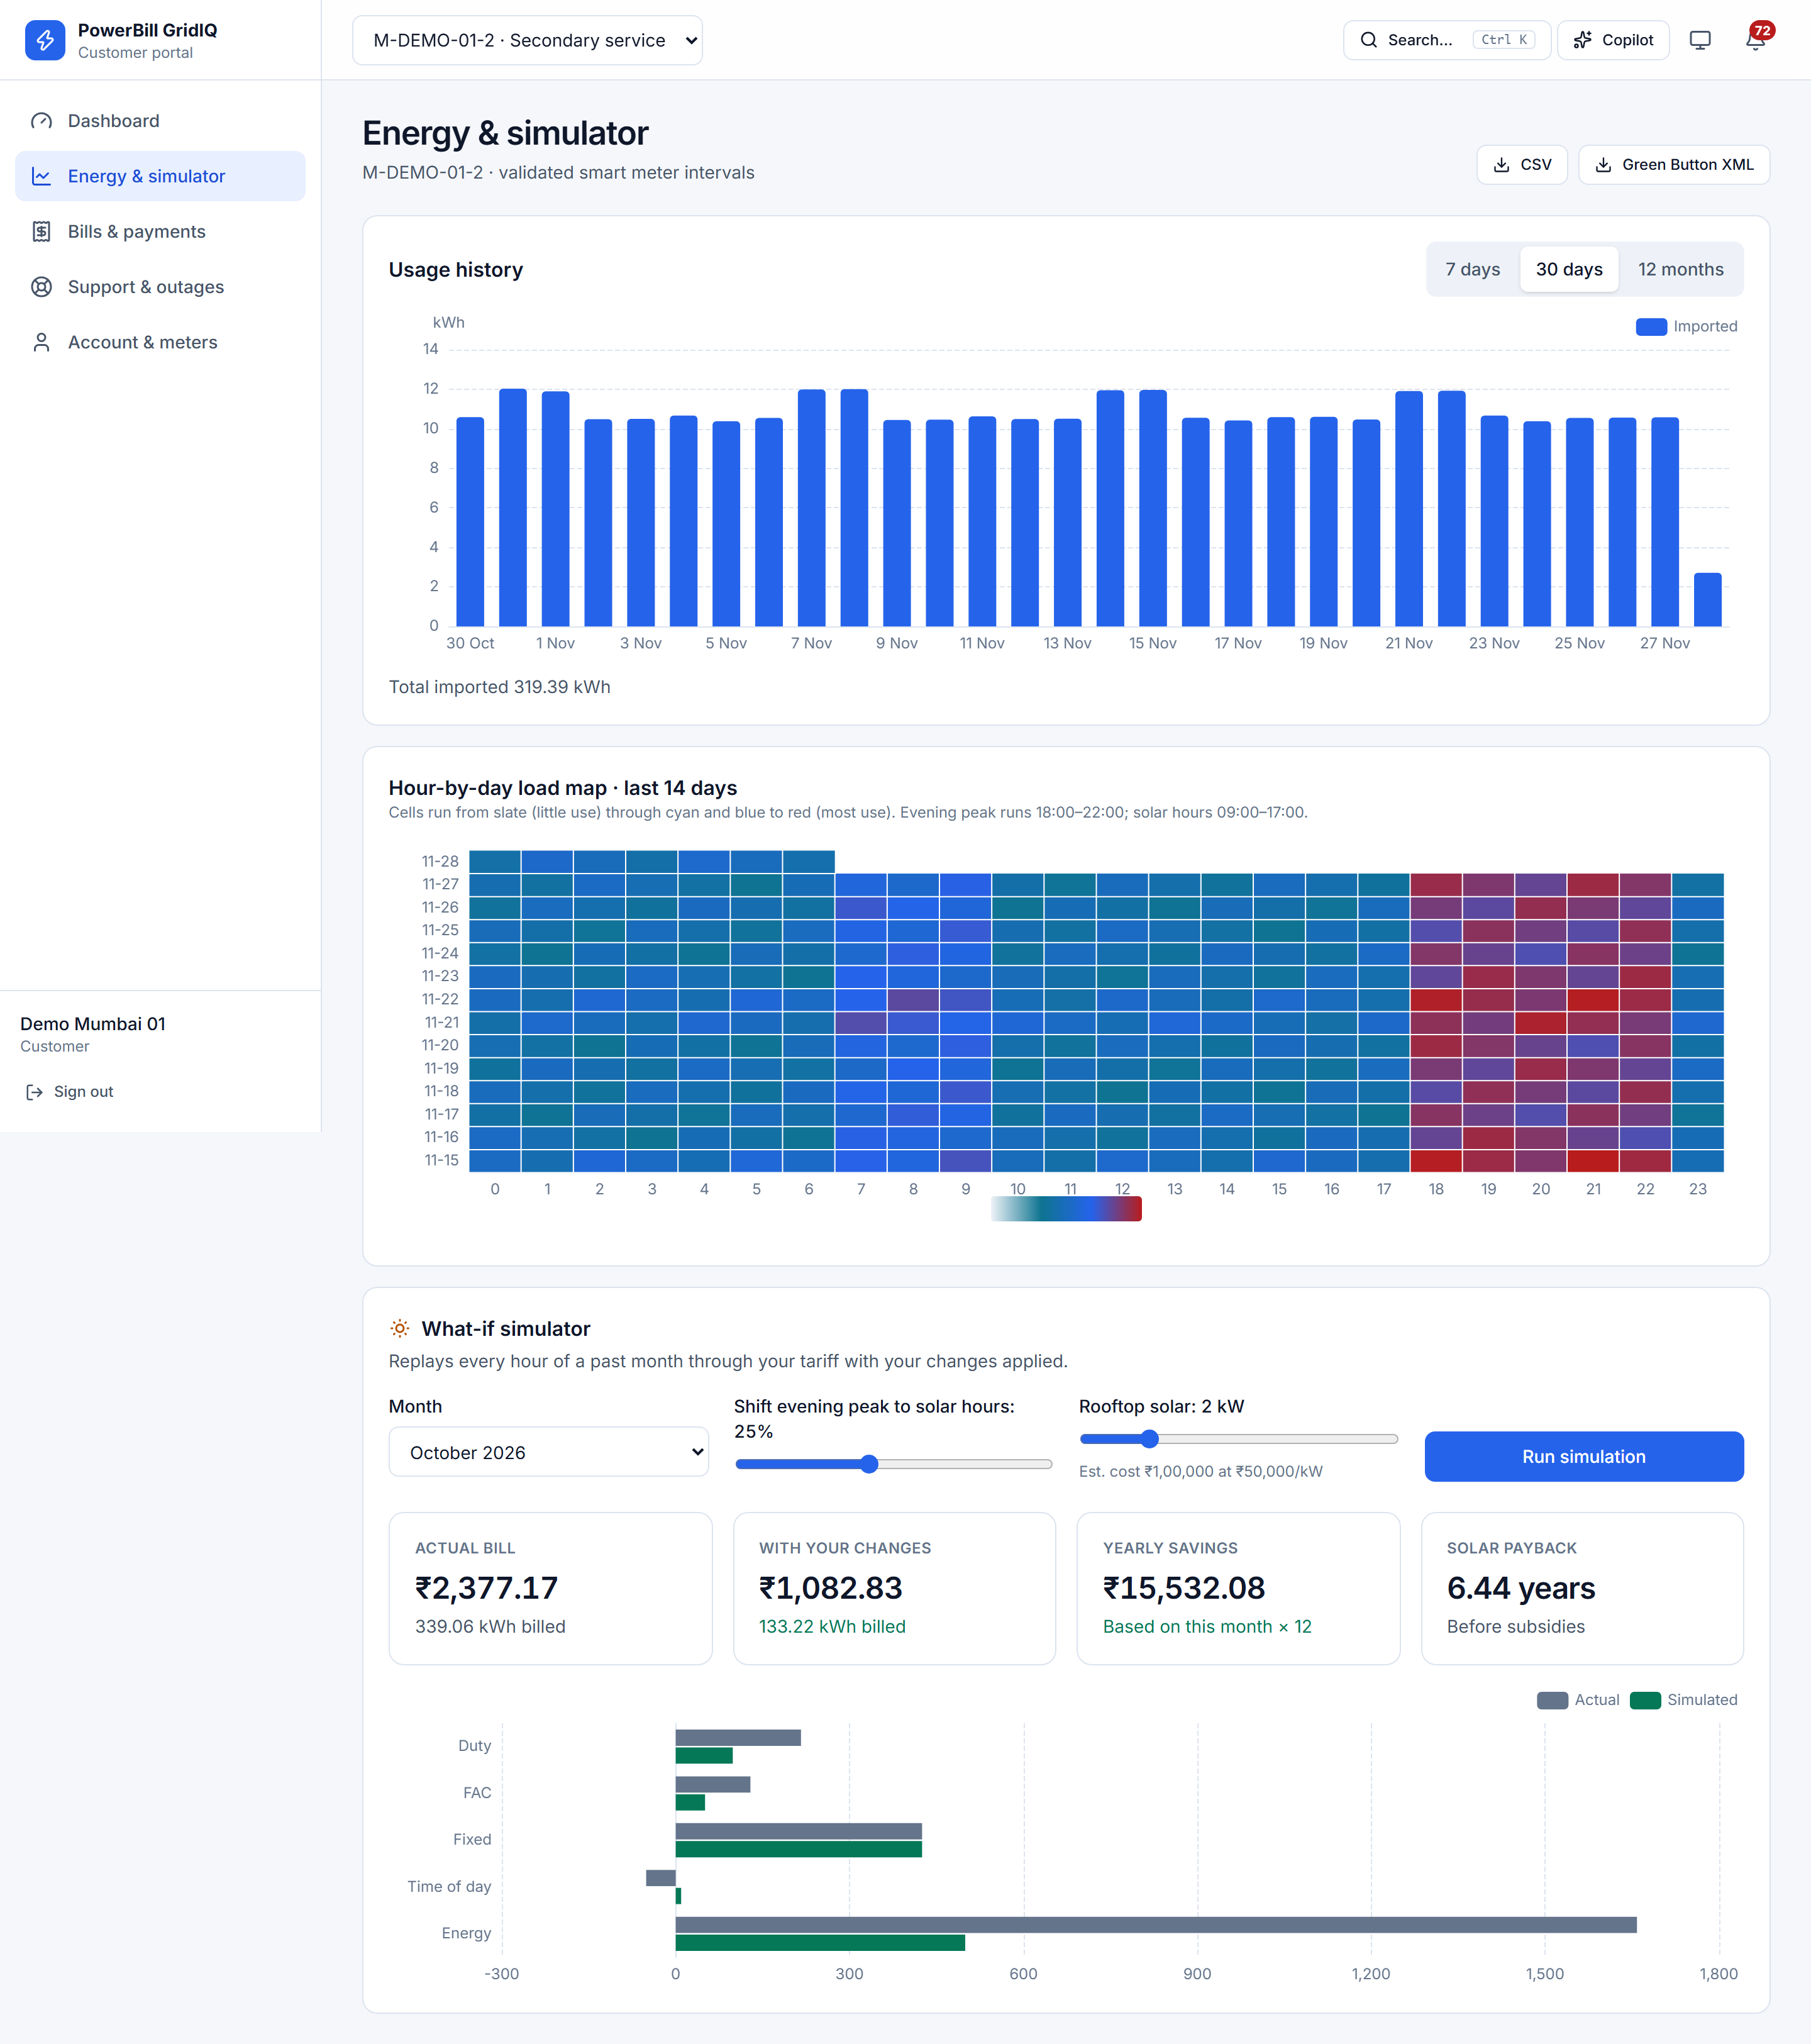 PowerBill GridIQ
Customer portal
M-DEMO-01-2 · Secondary service
Search...
Ctrl K
Copilot
72
Dashboard
Energy & simulator
Bills & payments
Support & outages
Account & meters
Demo Mumbai 01
Customer
Sign out
Energy & simulator
M-DEMO-01-2 · validated smart meter intervals
CSV
Green Button XML
Usage history
7 days
30 days
12 months
kWh
Imported
14
12
10
8
6
4
2
0
30 Oct
1 Nov
3 Nov
5 Nov
7 Nov
9 Nov
11 Nov
13 Nov
15 Nov
17 Nov
19 Nov
21 Nov
23 Nov
25 Nov
27 Nov
Total imported 319.39 kWh
Hour-by-day load map · last 14 days
Cells run from slate (little use) through cyan and blue to red (most use). Evening peak runs 18:00–22:00; solar hours 09:00–17:00.
11-28
11-27
11-26
11-25
11-24
11-23
11-22
11-21
11-20
11-19
11-18
11-17
11-16
11-15
0 1 2 3 4 5 6 7 8 9 10 11 12 13 14 15 16 17 18 19 20 21 22 23
What-if simulator
Replays every hour of a past month through your tariff with your changes applied.
Month
October 2026
Shift evening peak to solar hours:
25%
Rooftop solar: 2 kW
Est. cost ₹1,00,000 at ₹50,000/kW
Run simulation
ACTUAL BILL
₹2,377.17
339.06 kWh billed
WITH YOUR CHANGES
₹1,082.83
133.22 kWh billed
YEARLY SAVINGS
₹15,532.08
Based on this month × 12
SOLAR PAYBACK
6.44 years
Before subsidies
Actual
Simulated
Duty
FAC
Fixed
Time of day
Energy
-300 0 300 600 900 1,200 1,500 1,800